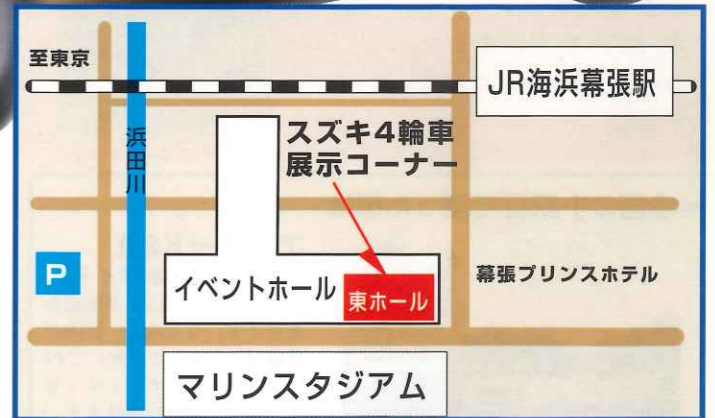 至東京
JR海浜幕張駅
浜田川
スズキ4輪車
展示コーナー
P
イベントホール
東ホール
幕張プリンスホテル
マリンスタジアム